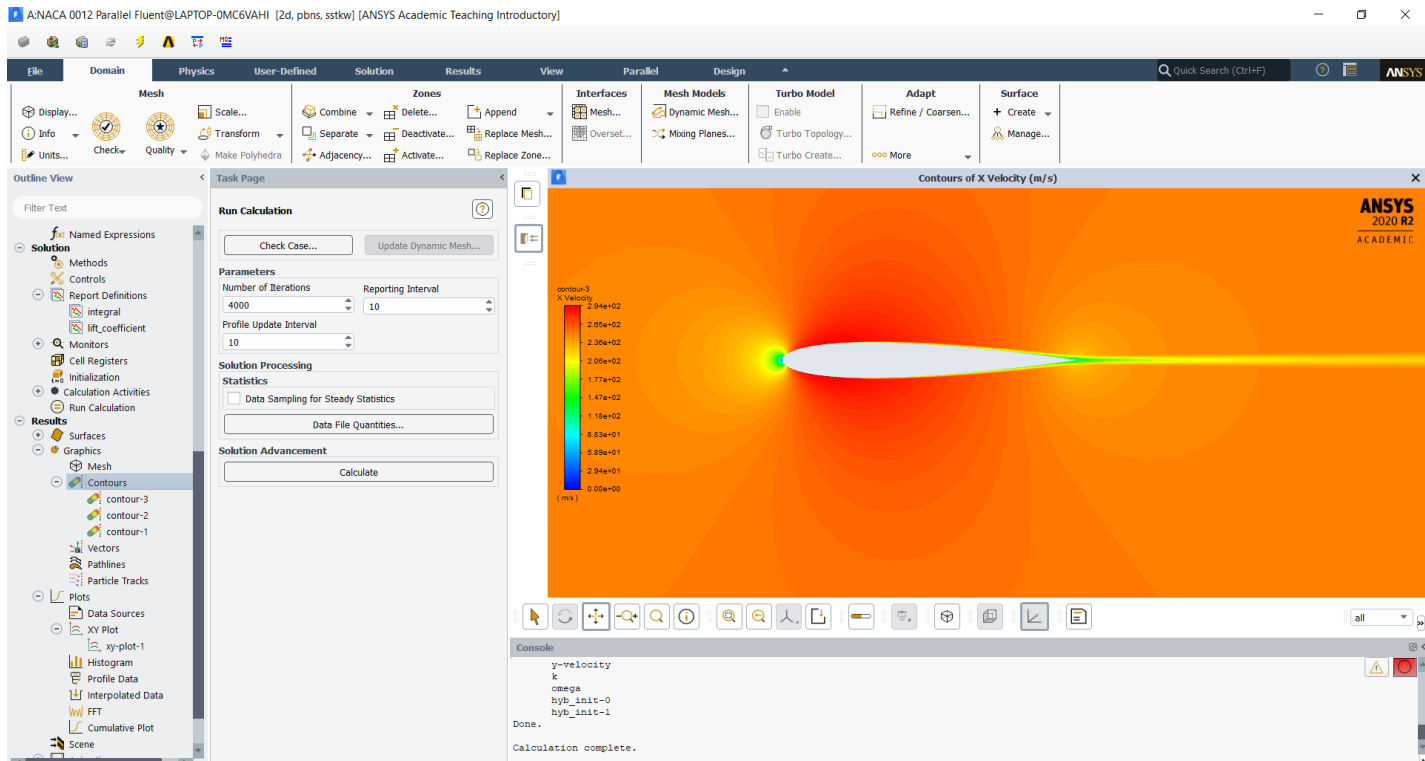 A:NACA 0012 Parallel Fluent@LAPTOP-0MC6VAHI [2d, pbns, sstkw] [ANSYS Academic Teaching Introductory]
File Domain Physics User-Defined Solution Results View Parallel Design
Quick Search (Ctrl+F)
ANSYS
Mesh
Display...
Info
Units...
Check
Quality
Scale...
Transform
Make Polyhedra
Zones
Combine Delete... Append
Separate Deactivate... Replace Mesh...
Adjacency... Activate... Replace Zone...
Interfaces
Mesh...
Overset...
Mesh Models
Dynamic Mesh...
Mixing Planes...
Turbo Model
Enable
Turbo Topology...
Turbo Create...
Adapt
Refine / Coarsen...
More
Surface
+ Create
Manage...
Outline View
Filter Text
f(x) Named Expressions
Solution
Methods
Controls
Report Definitions
integral
lift_coefficient
Monitors
Cell Registers
t=0 Initialization
Calculation Activities
Run Calculation
Results
Surfaces
Graphics
Mesh
Contours
contour-3
contour-2
contour-1
Vectors
Pathlines
Particle Tracks
Plots
Data Sources
XY Plot
xy-plot-1
Histogram
Profile Data
Interpolated Data
FFT
Cumulative Plot
Scene
Task Page
Run Calculation
Check Case... Update Dynamic Mesh...
Parameters
Number of Iterations Reporting Interval
4000 10
Profile Update Interval
10
Solution Processing
Statistics
Data Sampling for Steady Statistics
Data File Quantities...
Solution Advancement
Calculate
Contours of X Velocity (m/s)
ANSYS
2020 R2
ACADEMIC
contour-3
X Velocity
2.94e+02
2.65e+02
2.36e+02
2.06e+02
1.77e+02
1.47e+02
1.18e+02
8.83e+01
5.89e+01
2.94e+01
0.00e+00
( m/s )
all
Console
y-velocity
k
omega
hyb_init-0
hyb_init-1
Done.
Calculation complete.